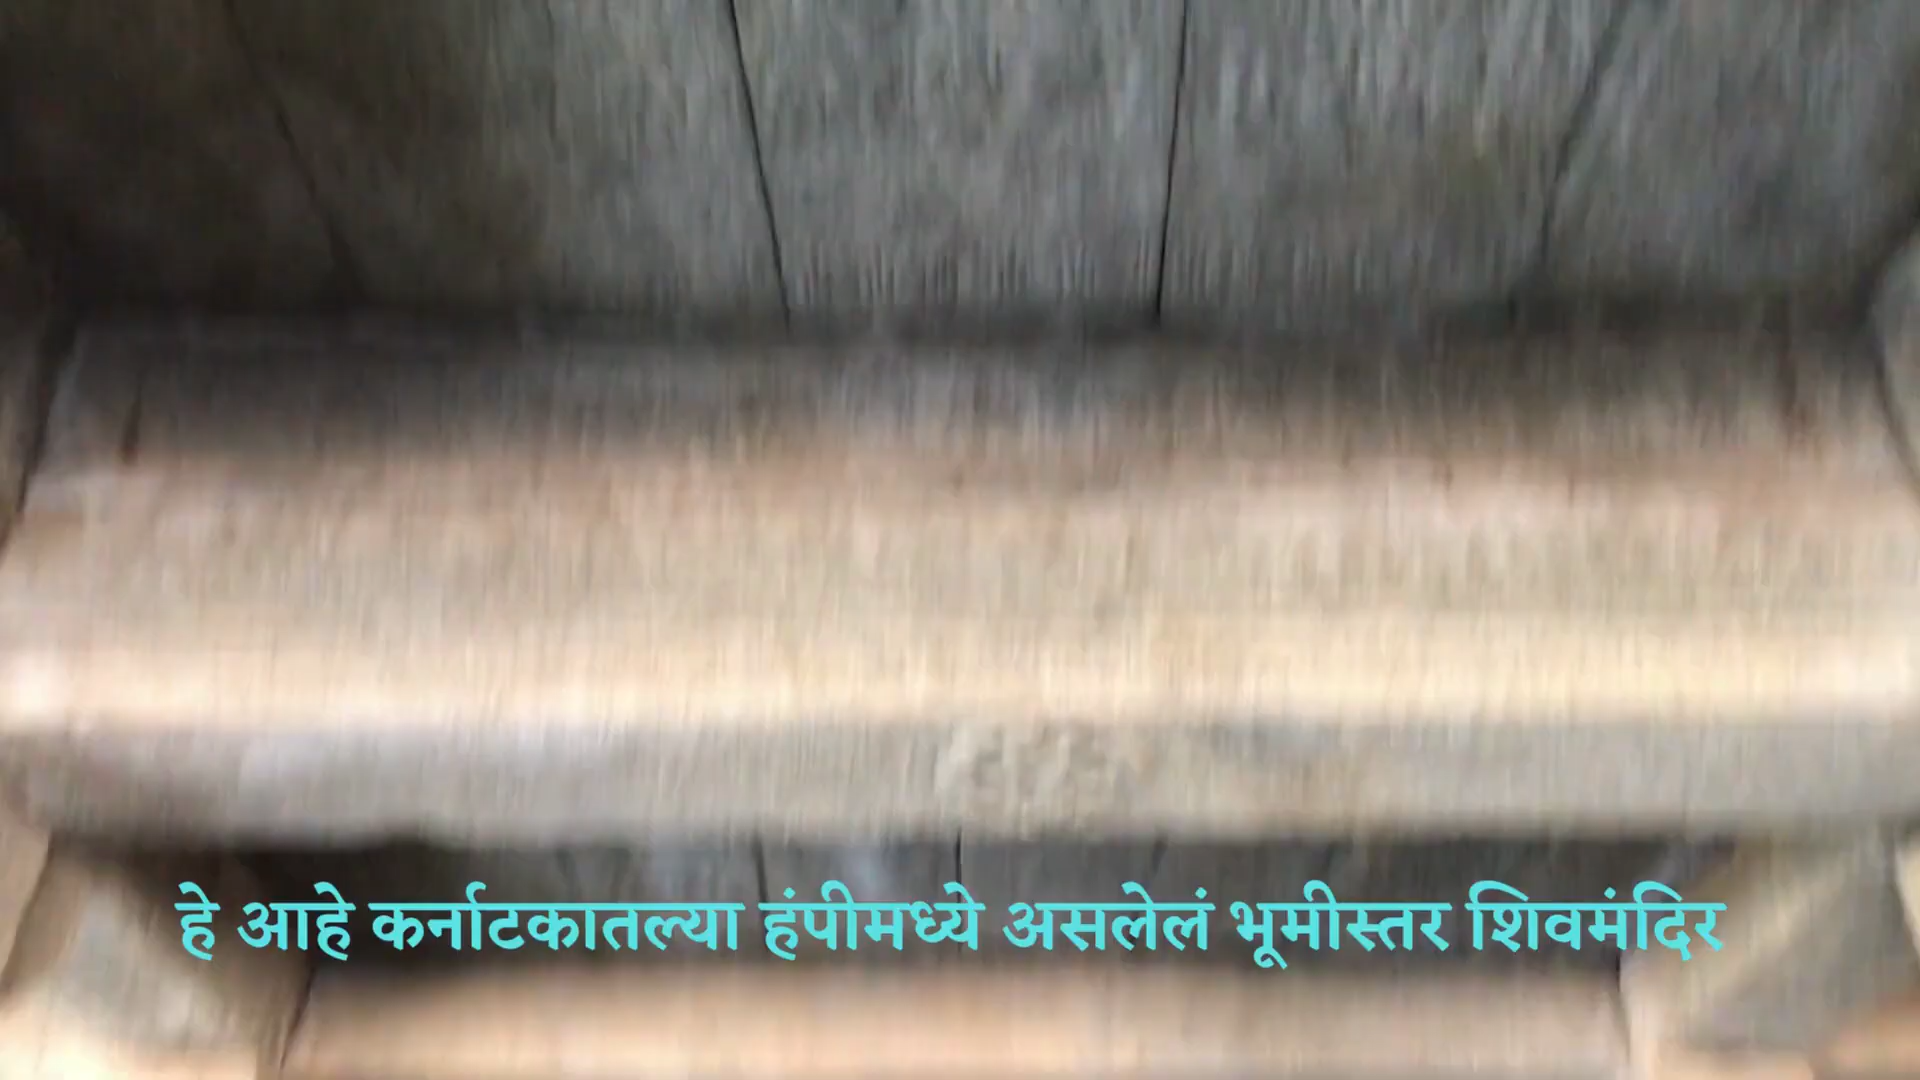 हे आहे कर्नाटकातल्या हंपीमध्ये असलेलं भूमीस्तर शिवमंदिर